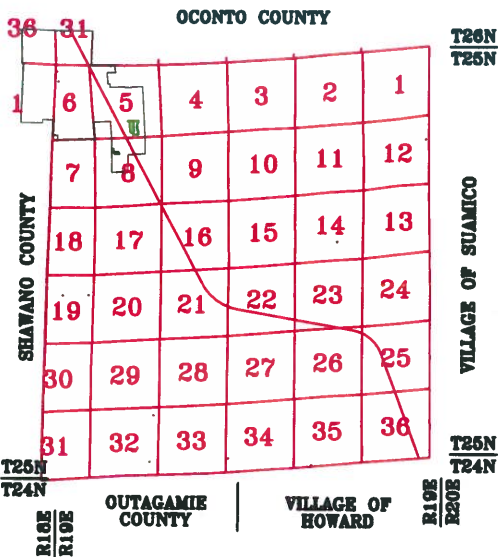 OCONTO COUNTY
36 31
T26N
T25N
1 6 5 4 3 2 1
7 8 9 10 11 12
18 17 16 15 14 13
19 20 21 22 23 24
30 29 28 27 26 25
31 32 33 34 35 36
SHAWANO COUNTY
VILLAGE OF SUAMICO
T25N
T24N
T25N
T24N
R18E
R19E
OUTAGAMIE
COUNTY
VILLAGE OF
HOWARD
R19E
R20E